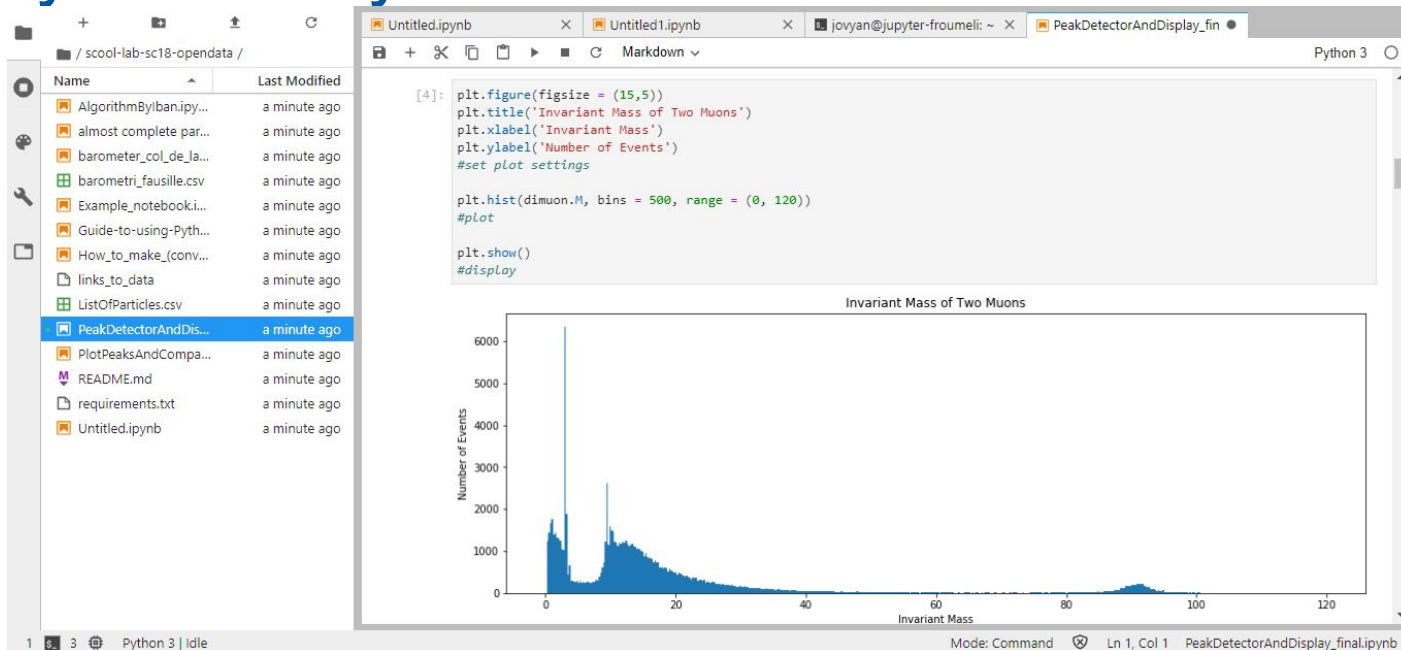 Untitled.ipynb
Untitled1.ipynb
jovyan@jupyter-froumeli: ~
PeakDetectorAndDisplay_fin
/ scool-lab-sc18-opendata /
Markdown
Python 3
Name Last Modified
AlgorithmByIban.ipy... a minute ago
almost complete par... a minute ago
barometer_col_de_la... a minute ago
barometri_fausille.csv a minute ago
Example_notebook.i... a minute ago
Guide-to-using-Pyth... a minute ago
How_to_make_(conv... a minute ago
links_to_data a minute ago
ListOfParticles.csv a minute ago
PeakDetectorAndDis... a minute ago
PlotPeaksAndCompa... a minute ago
README.md a minute ago
requirements.txt a minute ago
Untitled.ipynb a minute ago
[4]: plt.figure(figsize = (15,5))
plt.title('Invariant Mass of Two Muons')
plt.xlabel('Invariant Mass')
plt.ylabel('Number of Events')
#set plot settings
plt.hist(dimuon.M, bins = 500, range = (0, 120))
#plot
plt.show()
#display
Invariant Mass of Two Muons
Number of Events
6000
5000
4000
3000
2000
1000
0
0 20 40 60 80 100 120
Invariant Mass
1 3 Python 3 | Idle
Mode: Command Ln 1, Col 1 PeakDetectorAndDisplay_final.ipynb